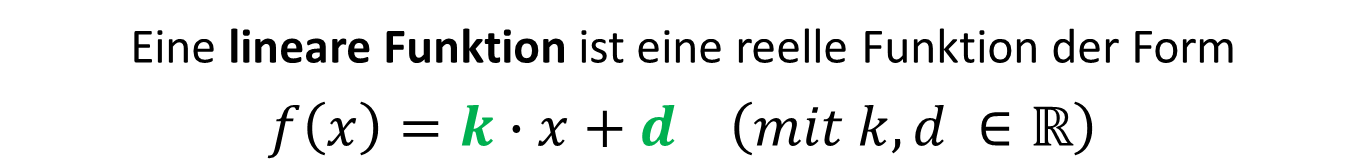 Eine lineare Funktion ist eine reelle Funktion der Form
f(x) = k · x + d (mit k, d ∈ ℝ)